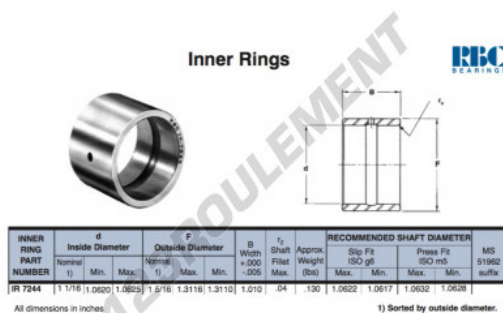 Inner Rings
RBC
BEARINGS
B
rs
d
F
123ROULEMENT
INNER RING PART NUMBER
d Inside Diameter
Nominal 1) Min. Max.
F Outside Diameter
Nominal 1) Min. Max.
B Width +.000 -.005
rs Shaft Fillet Max.
Approx. Weight (lbs)
RECOMMENDED SHAFT DIAMETER
Slip Fit ISO g6
Max. Min.
Press Fit ISO m5
Max. Min.
MS 51962 suffix
IR 7244 1 1/16 1.0620 1.0625 1 5/16 1.3116 1.3110 1.010 .04 .130 1.0622 1.0617 1.0632 1.0628
All dimensions in inches
1) Sorted by outside diameter.